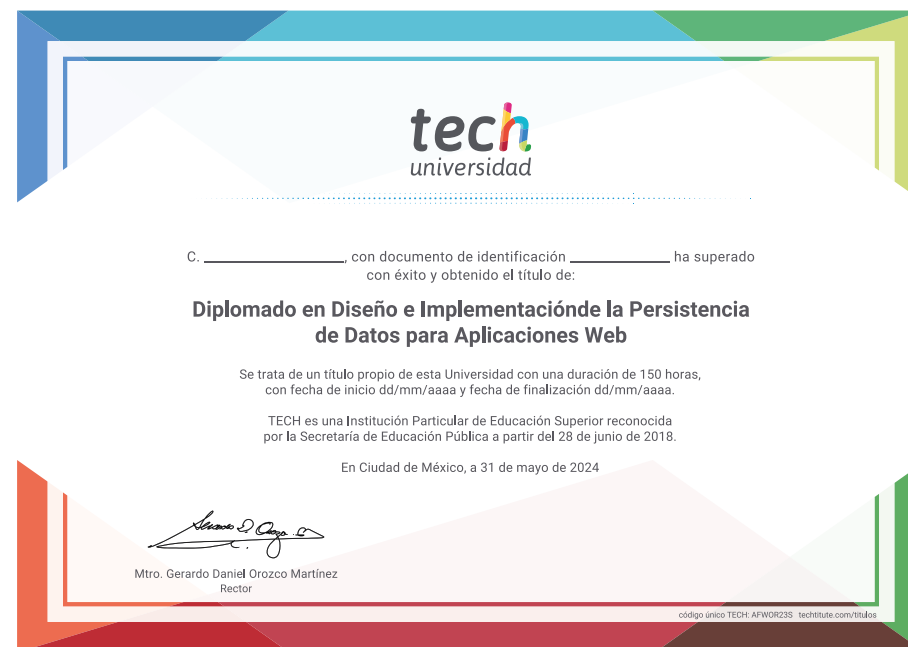 tech
universidad
C. ____________________, con documento de identificación ______________ ha superado
con éxito y obtenido el título de:
Diplomado en Diseño e Implementaciónde la Persistencia
de Datos para Aplicaciones Web
Se trata de un título propio de esta Universidad con una duración de 150 horas,
con fecha de inicio dd/mm/aaaa y fecha de finalización dd/mm/aaaa.
TECH es una Institución Particular de Educación Superior reconocida
por la Secretaría de Educación Pública a partir del 28 de junio de 2018.
En Ciudad de México, a 31 de mayo de 2024
Mtro. Gerardo Daniel Orozco Martínez
Rector
código único TECH: AFWOR23S techtitute.com/titulos